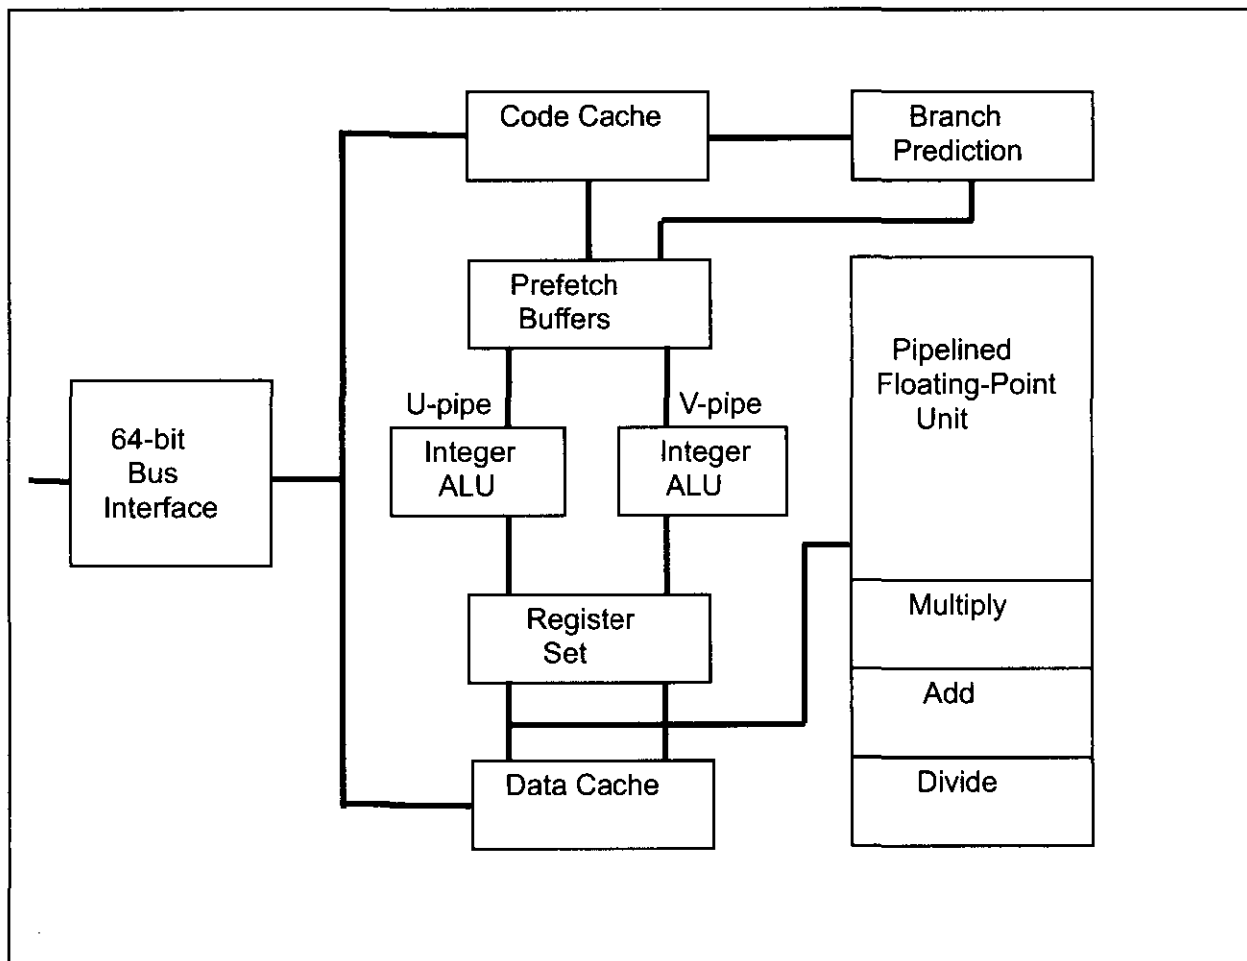 Code Cache
Branch
Prediction
Prefetch
Buffers
Pipelined
Floating-Point
Unit
U-pipe
V-pipe
64-bit
Bus
Interface
Integer
ALU
Integer
ALU
Multiply
Register
Set
Add
Data Cache
Divide